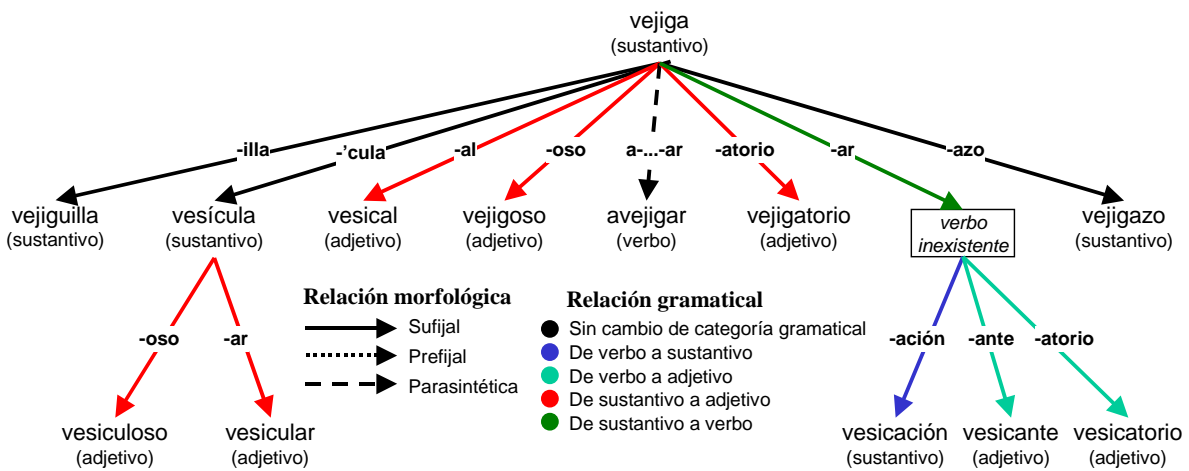 vejiga
(sustantivo)
-illa
-'cula
-al
-oso
a-...-ar
-atorio
-ar
-azo
vejiguilla
(sustantivo)
vesícula
(sustantivo)
vesical
(adjetivo)
vejigoso
(adjetivo)
avejigar
(verbo)
vejigatorio
(adjetivo)
verbo
inexistente
vejigazo
(sustantivo)
Relación morfológica
Sufijal
Prefijal
Parasintética
Relación gramatical
Sin cambio de categoría gramatical
De verbo a sustantivo
De verbo a adjetivo
De sustantivo a adjetivo
De sustantivo a verbo
-oso
-ar
-ación
-ante
-atorio
vesiculoso
(adjetivo)
vesicular
(adjetivo)
vesicación
(sustantivo)
vesicante
(adjetivo)
vesicatorio
(adjetivo)